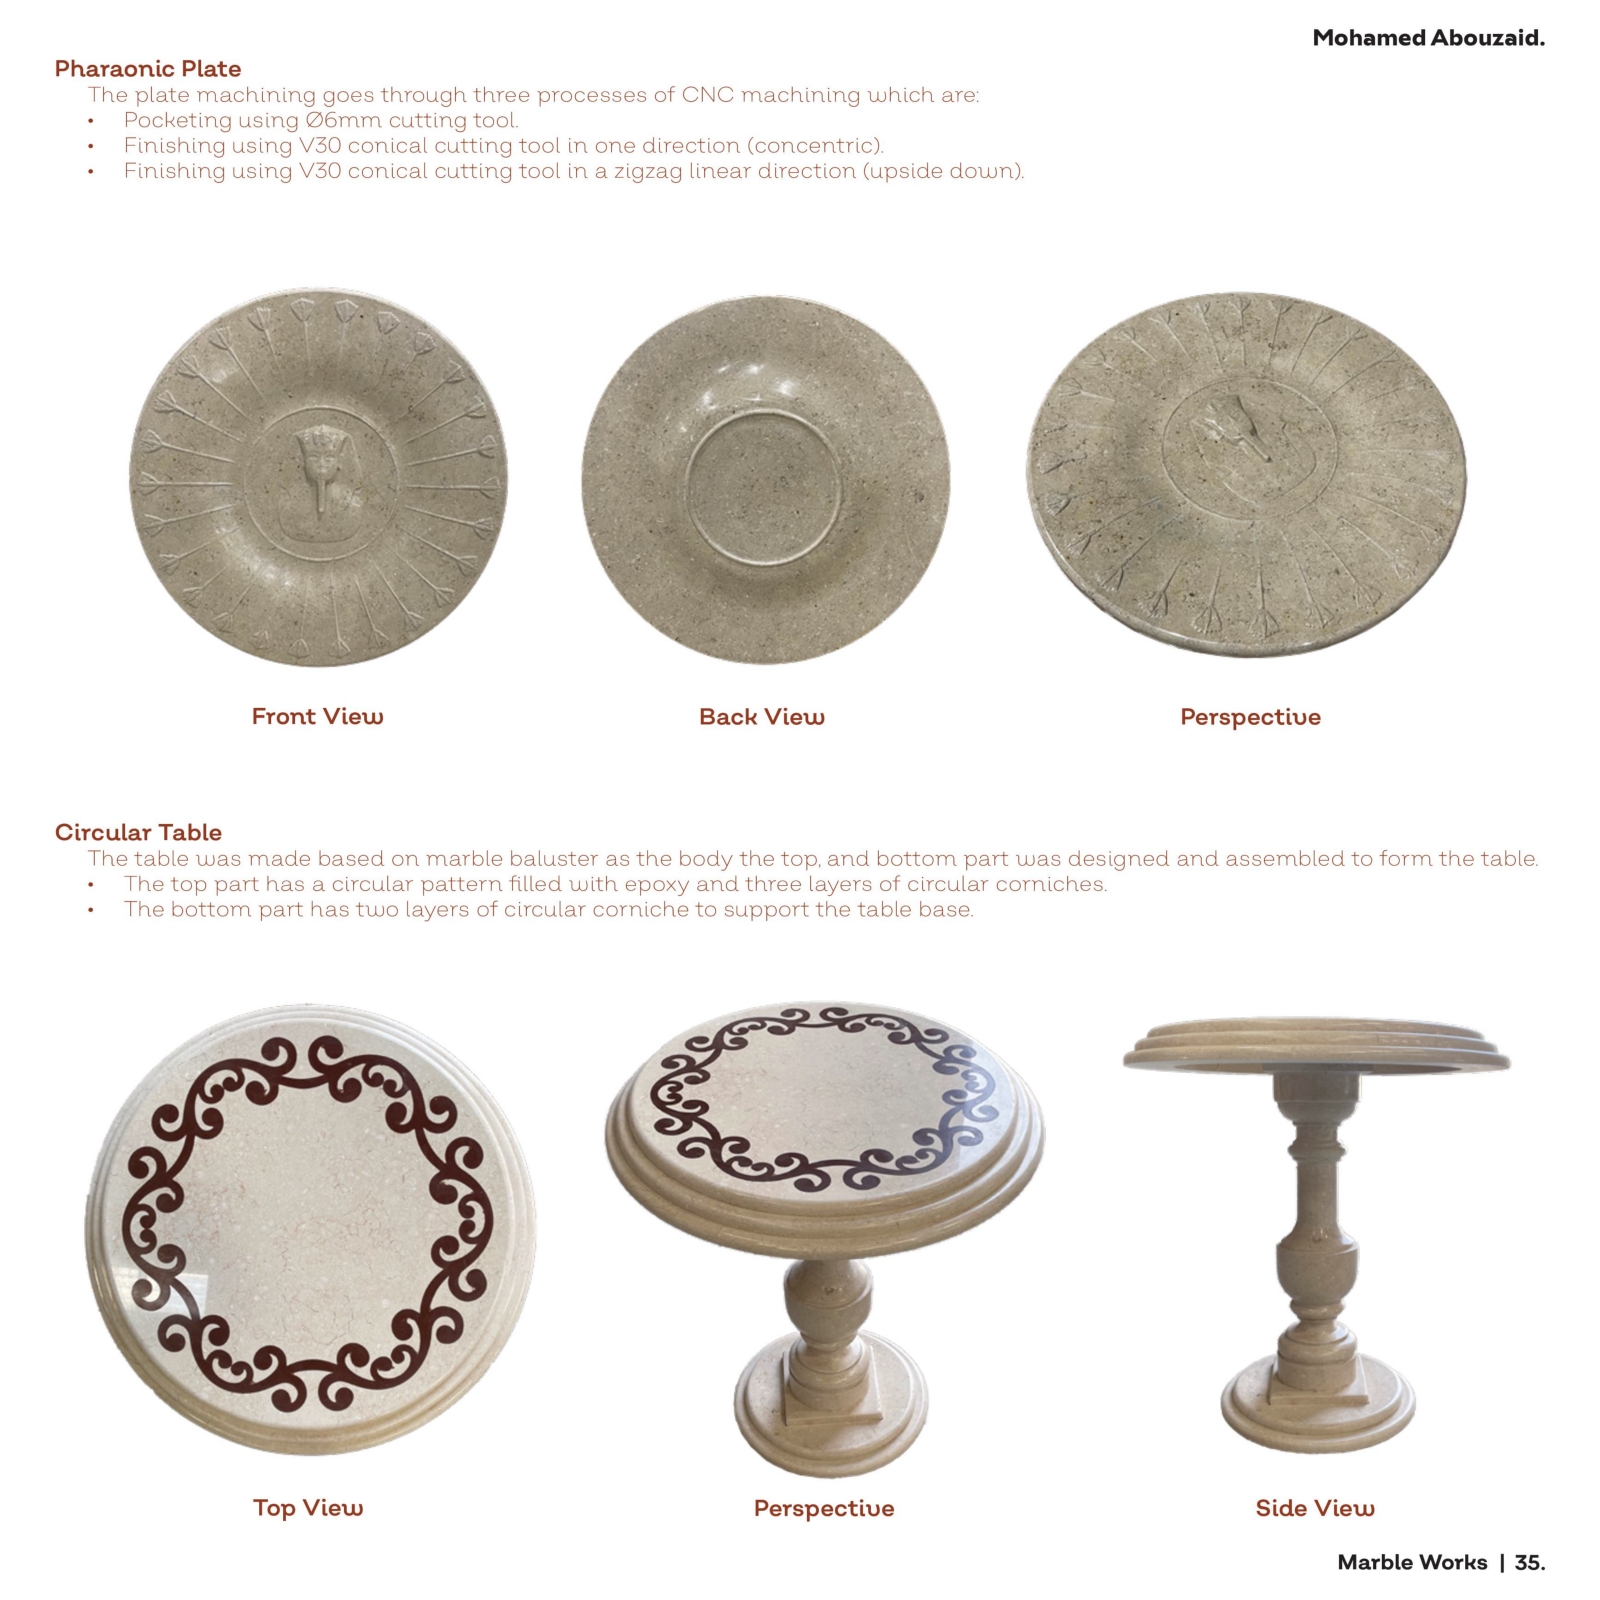 Mohamed Abouzaid.
Pharaonic Plate
The plate machining goes through three processes of CNC machining which are:
• Pocketing using Ø6mm cutting tool.
• Finishing using V30 conical cutting tool in one direction (concentric).
• Finishing using V30 conical cutting tool in a zigzag linear direction (upside down).
Front View
Back View
Perspective
Circular Table
The table was made based on marble baluster as the body the top, and bottom part was designed and assembled to form the table.
• The top part has a circular pattern filled with epoxy and three layers of circular corniches.
• The bottom part has two layers of circular corniche to support the table base.
Top View
Perspective
Side View
Marble Works | 35.